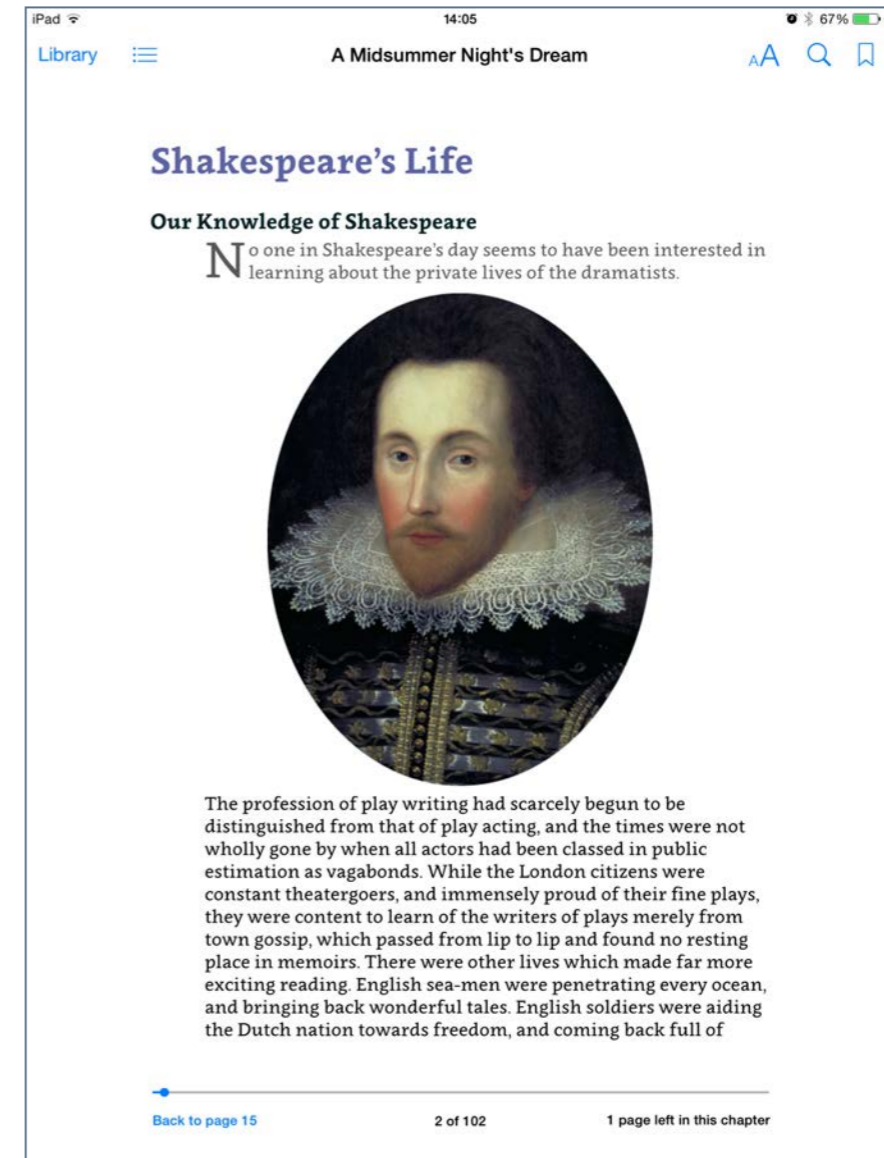 iPad 14:05 67%
Library A Midsummer Night's Dream AA
Shakespeare’s Life
Our Knowledge of Shakespeare
No one in Shakespeare’s day seems to have been interested in
learning about the private lives of the dramatists.
The profession of play writing had scarcely begun to be
distinguished from that of play acting, and the times were not
wholly gone by when all actors had been classed in public
estimation as vagabonds. While the London citizens were
constant theatergoers, and immensely proud of their fine plays,
they were content to learn of the writers of plays merely from
town gossip, which passed from lip to lip and found no resting
place in memoirs. There were other lives which made far more
exciting reading. English sea-men were penetrating every ocean,
and bringing back wonderful tales. English soldiers were aiding
the Dutch nation towards freedom, and coming back full of
Back to page 15 2 of 102 1 page left in this chapter